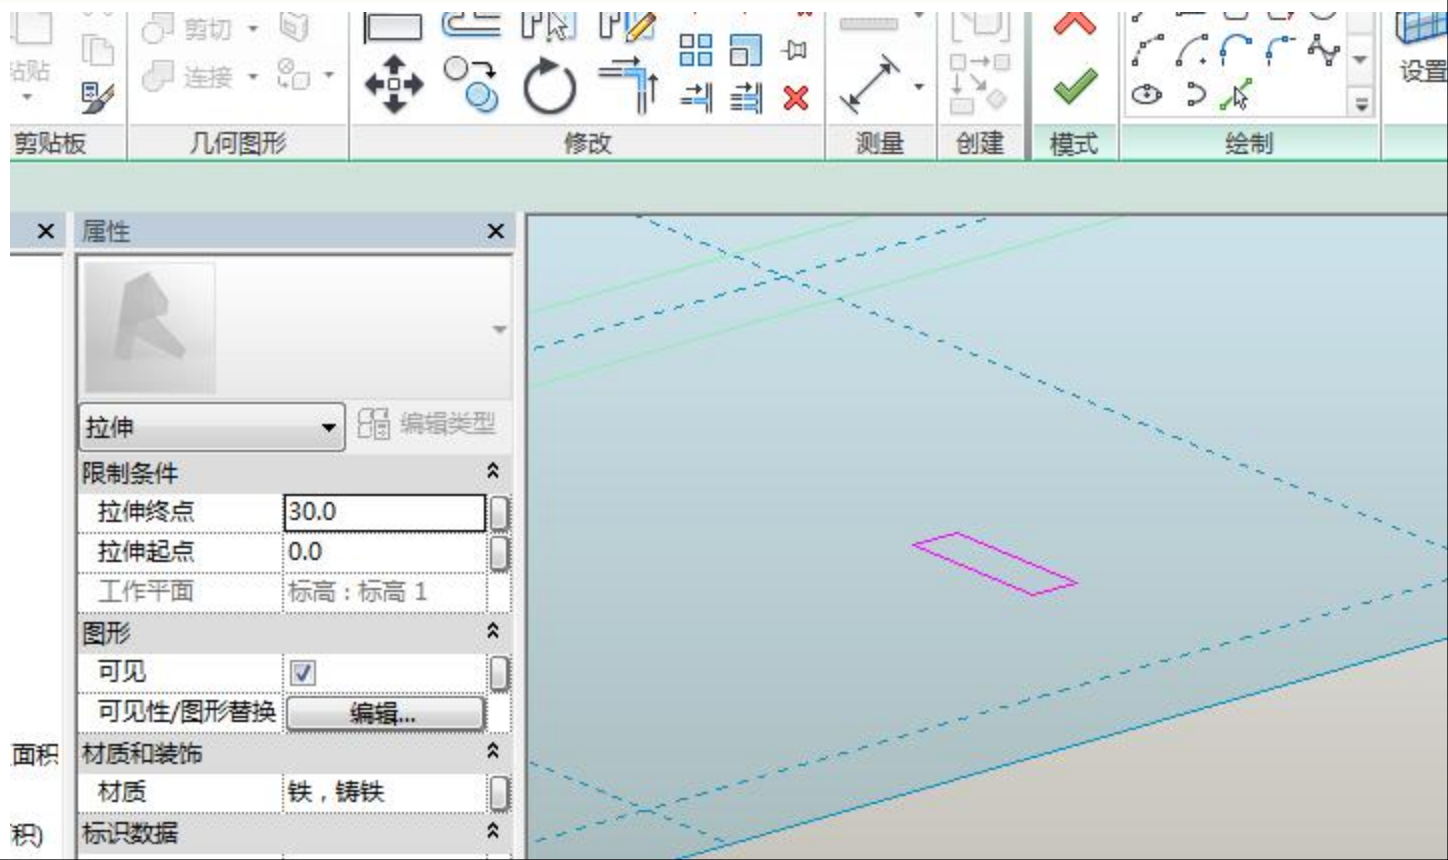 剪切
粘贴
连接
设置
剪贴板
几何图形
修改
测量
创建
模式
绘制
属性
拉伸
编辑类型
限制条件
拉伸终点 30.0
拉伸起点 0.0
工作平面 标高 : 标高 1
图形
可见
可见性/图形替换 编辑...
面积 材质和装饰
材质 铁，铸铁
积) 标识数据